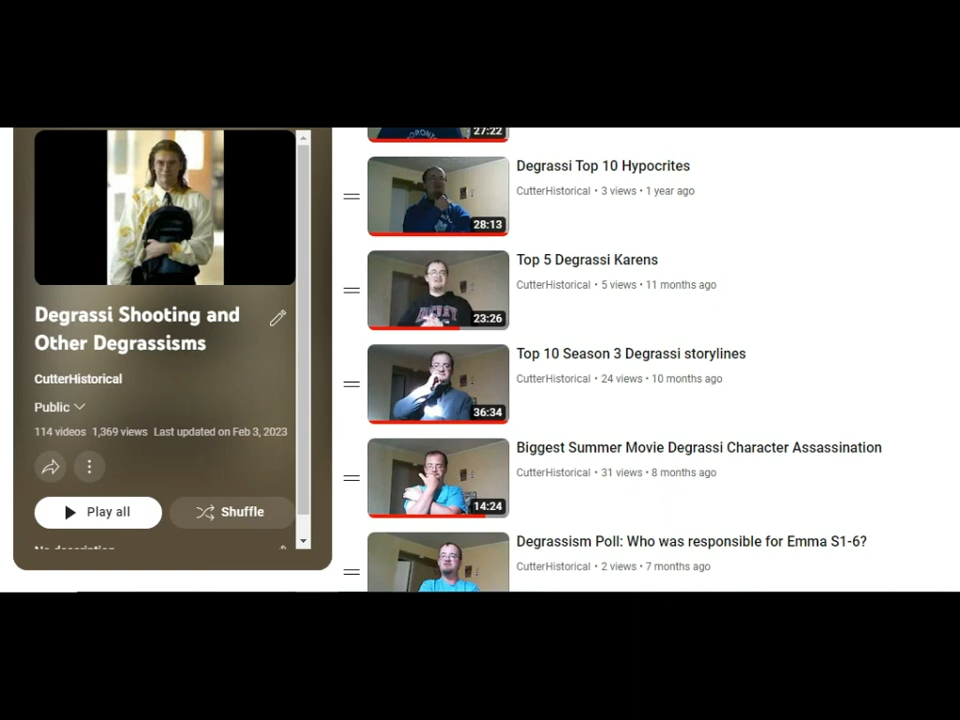 27:22
Degrassi Top 10 Hypocrites
CutterHistorical • 3 views • 1 year ago
28:13
Top 5 Degrassi Karens
CutterHistorical • 5 views • 11 months ago
23:26
Degrassi Shooting and
Other Degrassisms
Top 10 Season 3 Degrassi storylines
CutterHistorical • 24 views • 10 months ago
36:34
CutterHistorical
Public
114 videos 1,369 views Last updated on Feb 3, 2023
Biggest Summer Movie Degrassi Character Assassination
CutterHistorical • 31 views • 8 months ago
14:24
Play all
Shuffle
No description
Degrassism Poll: Who was responsible for Emma S1-6?
CutterHistorical • 2 views • 7 months ago